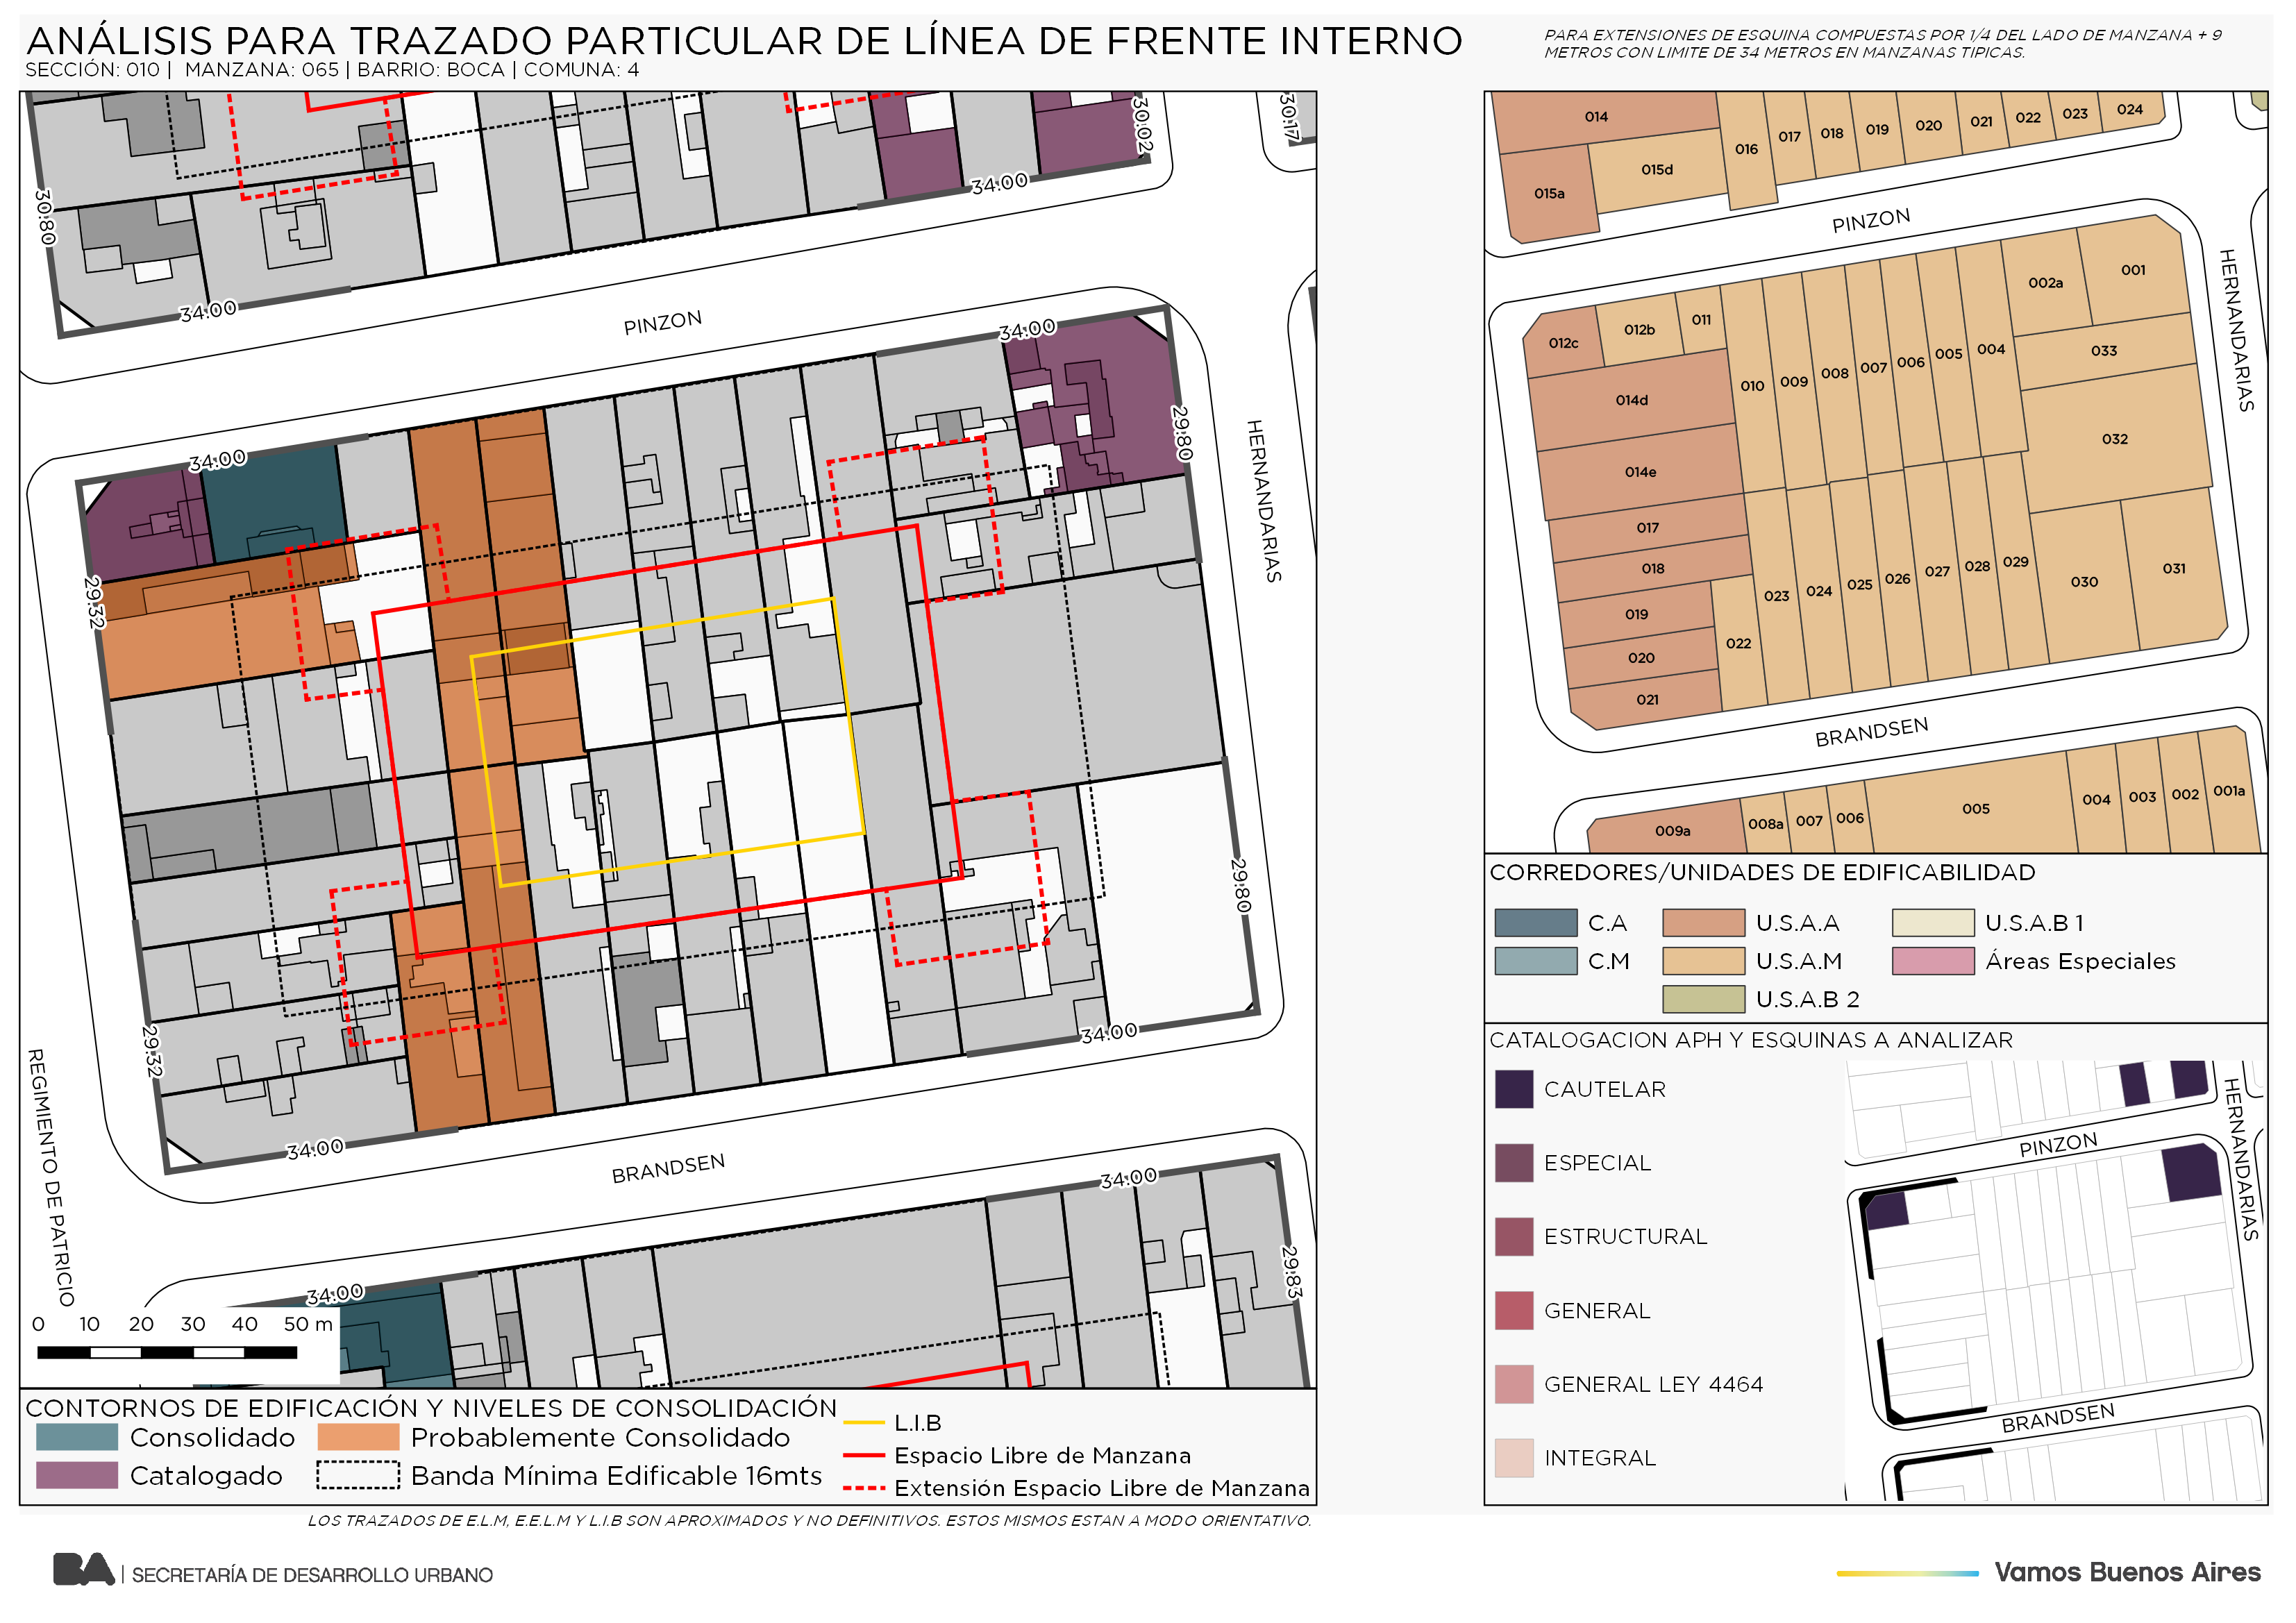 ANÁLISIS PARA TRAZADO PARTICULAR DE LÍNEA DE FRENTE INTERNO
SECCIÓN: 010 | MANZANA: 065 | BARRIO: BOCA | COMUNA: 4
PARA EXTENSIONES DE ESQUINA COMPUESTAS POR 1/4 DEL LADO DE MANZANA + 9
METROS CON LIMITE DE 34 METROS EN MANZANAS TIPICAS.
30.80
34.00
34.00
30.02
30.17
PINZON
34.00
34.00
29.32
29.80
HERNANDARIAS
29.32
29.80
34.00
34.00
REGIMIENTO DE PATRICIO
BRANDSEN
34.00
34.00
29.83
0 10 20 30 40 50 m
CONTORNOS DE EDIFICACIÓN Y NIVELES DE CONSOLIDACIÓN
Consolidado
Probablemente Consolidado
Catalogado
Banda Mínima Edificable 16mts
L.I.B
Espacio Libre de Manzana
Extensión Espacio Libre de Manzana
LOS TRAZADOS DE E.L.M, E.E.L.M Y L.I.B SON APROXIMADOS Y NO DEFINITIVOS. ESTOS MISMOS ESTAN A MODO ORIENTATIVO.
014
015a
015d
016
017
018
019
020
021
022
023
024
PINZON
HERNANDARIAS
012c
012b
011
014d
014e
017
018
019
020
021
022
010
009
008
007
006
005
004
002a
001
033
032
023
024
025
026
027
028
029
030
031
BRANDSEN
009a
008a
007
006
005
004
003
002
001a
CORREDORES/UNIDADES DE EDIFICABILIDAD
C.A
U.S.A.A
U.S.A.B 1
C.M
U.S.A.M
Áreas Especiales
U.S.A.B 2
CATALOGACION APH Y ESQUINAS A ANALIZAR
CAUTELAR
ESPECIAL
ESTRUCTURAL
GENERAL
GENERAL LEY 4464
INTEGRAL
PINZON
HERNANDARIAS
BRANDSEN
BA | SECRETARÍA DE DESARROLLO URBANO
Vamos Buenos Aires